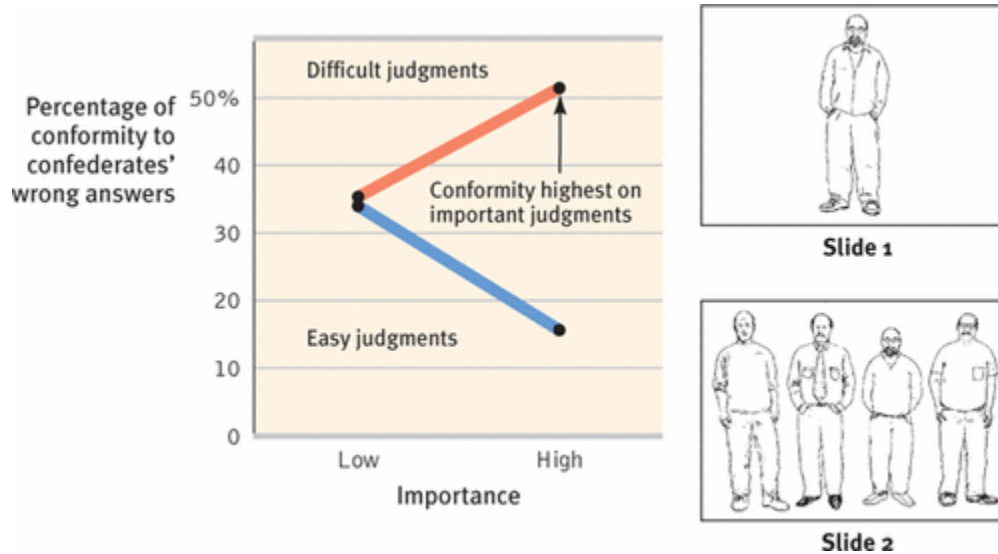 Difficult judgments
Percentage of
conformity to
confederates'
wrong answers
50%
40
30
20
10
0
Conformity highest on
important judgments
Easy judgments
Low
High
Importance
Slide 1
Slide 2